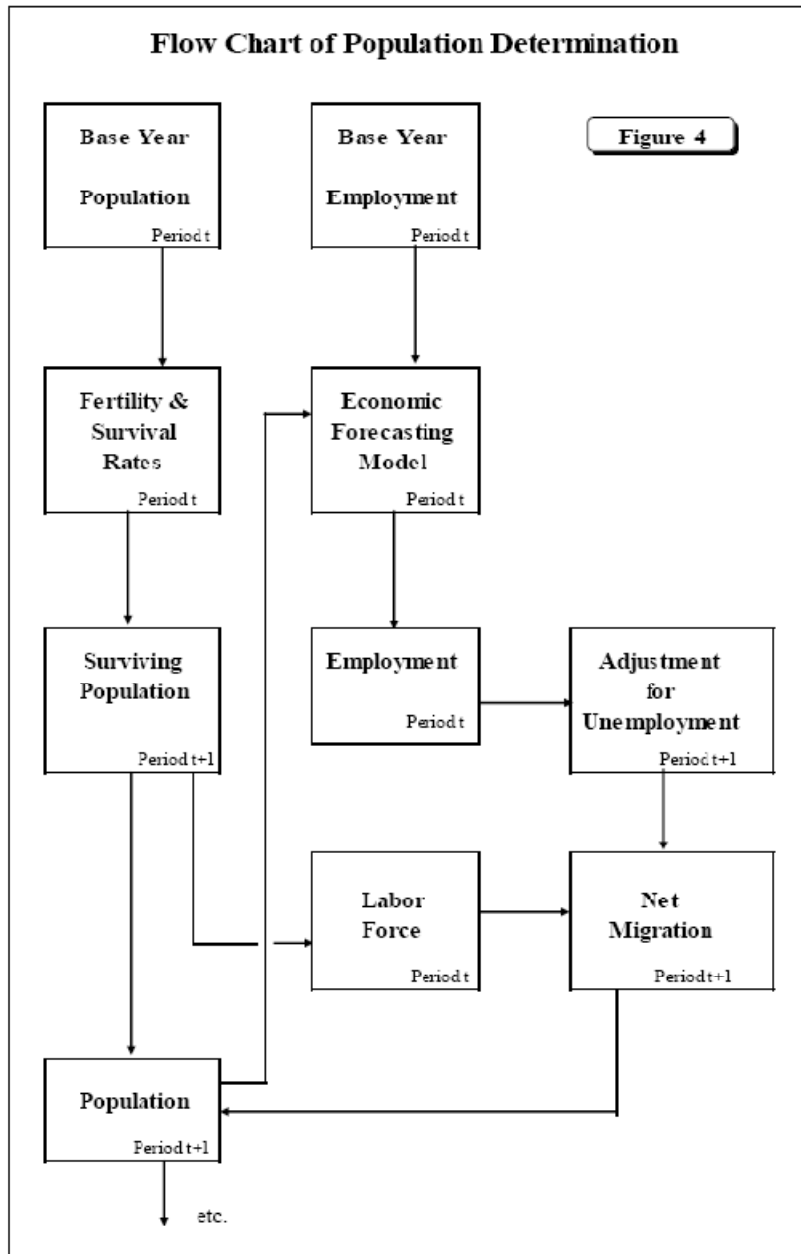 Flow Chart of Population Determination
Base Year
Population
Period t
Base Year
Employment
Period t
Figure 4
Fertility &
Survival
Rates
Period t
Economic
Forecasting
Model
Period t
Surviving
Population
Period t+1
Employment
Period t
Adjustment
for
Unemployment
Period t+1
Labor
Force
Period t
Net
Migration
Period t+1
Population
Period t+1
etc.